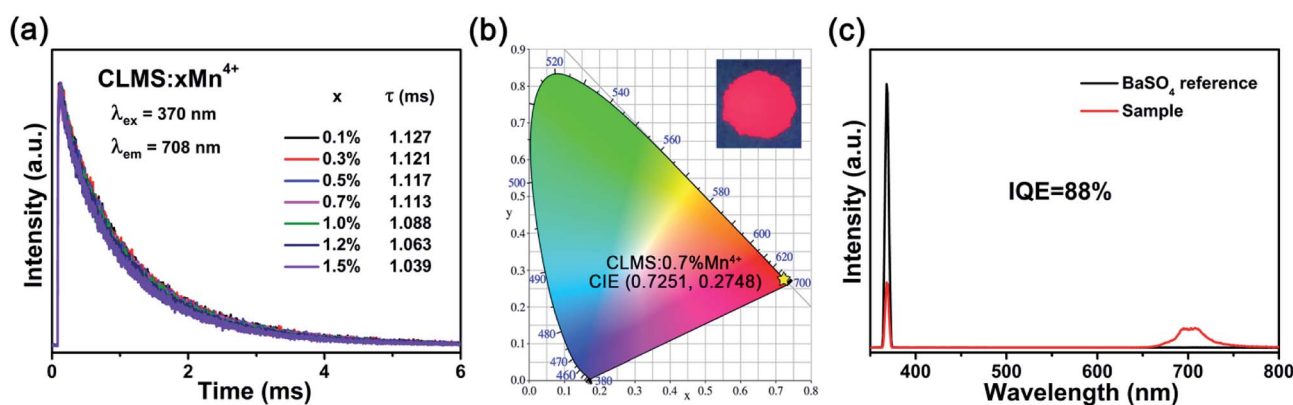 (a)
CLMS:xMn⁴⁺
λex = 370 nm
λem = 708 nm
x τ (ms)
0.1% 1.127
0.3% 1.121
0.5% 1.117
0.7% 1.113
1.0% 1.088
1.2% 1.063
1.5% 1.039
Intensity (a.u.)
0 2 4 6
Time (ms)
(b)
0.9
0.8
0.7
0.6
0.5
0.4
0.3
0.2
0.1
0.0
y
520
540
560
580
600
620
700
500
490
480
470
460
380
CLMS:0.7%Mn⁴⁺
CIE (0.7251, 0.2748)
0.0 0.1 0.2 0.3 0.4 0.5 0.6 0.7 0.8
x
(c)
BaSO₄ reference
Sample
IQE=88%
Intensity (a.u.)
400 500 600 700 800
Wavelength (nm)